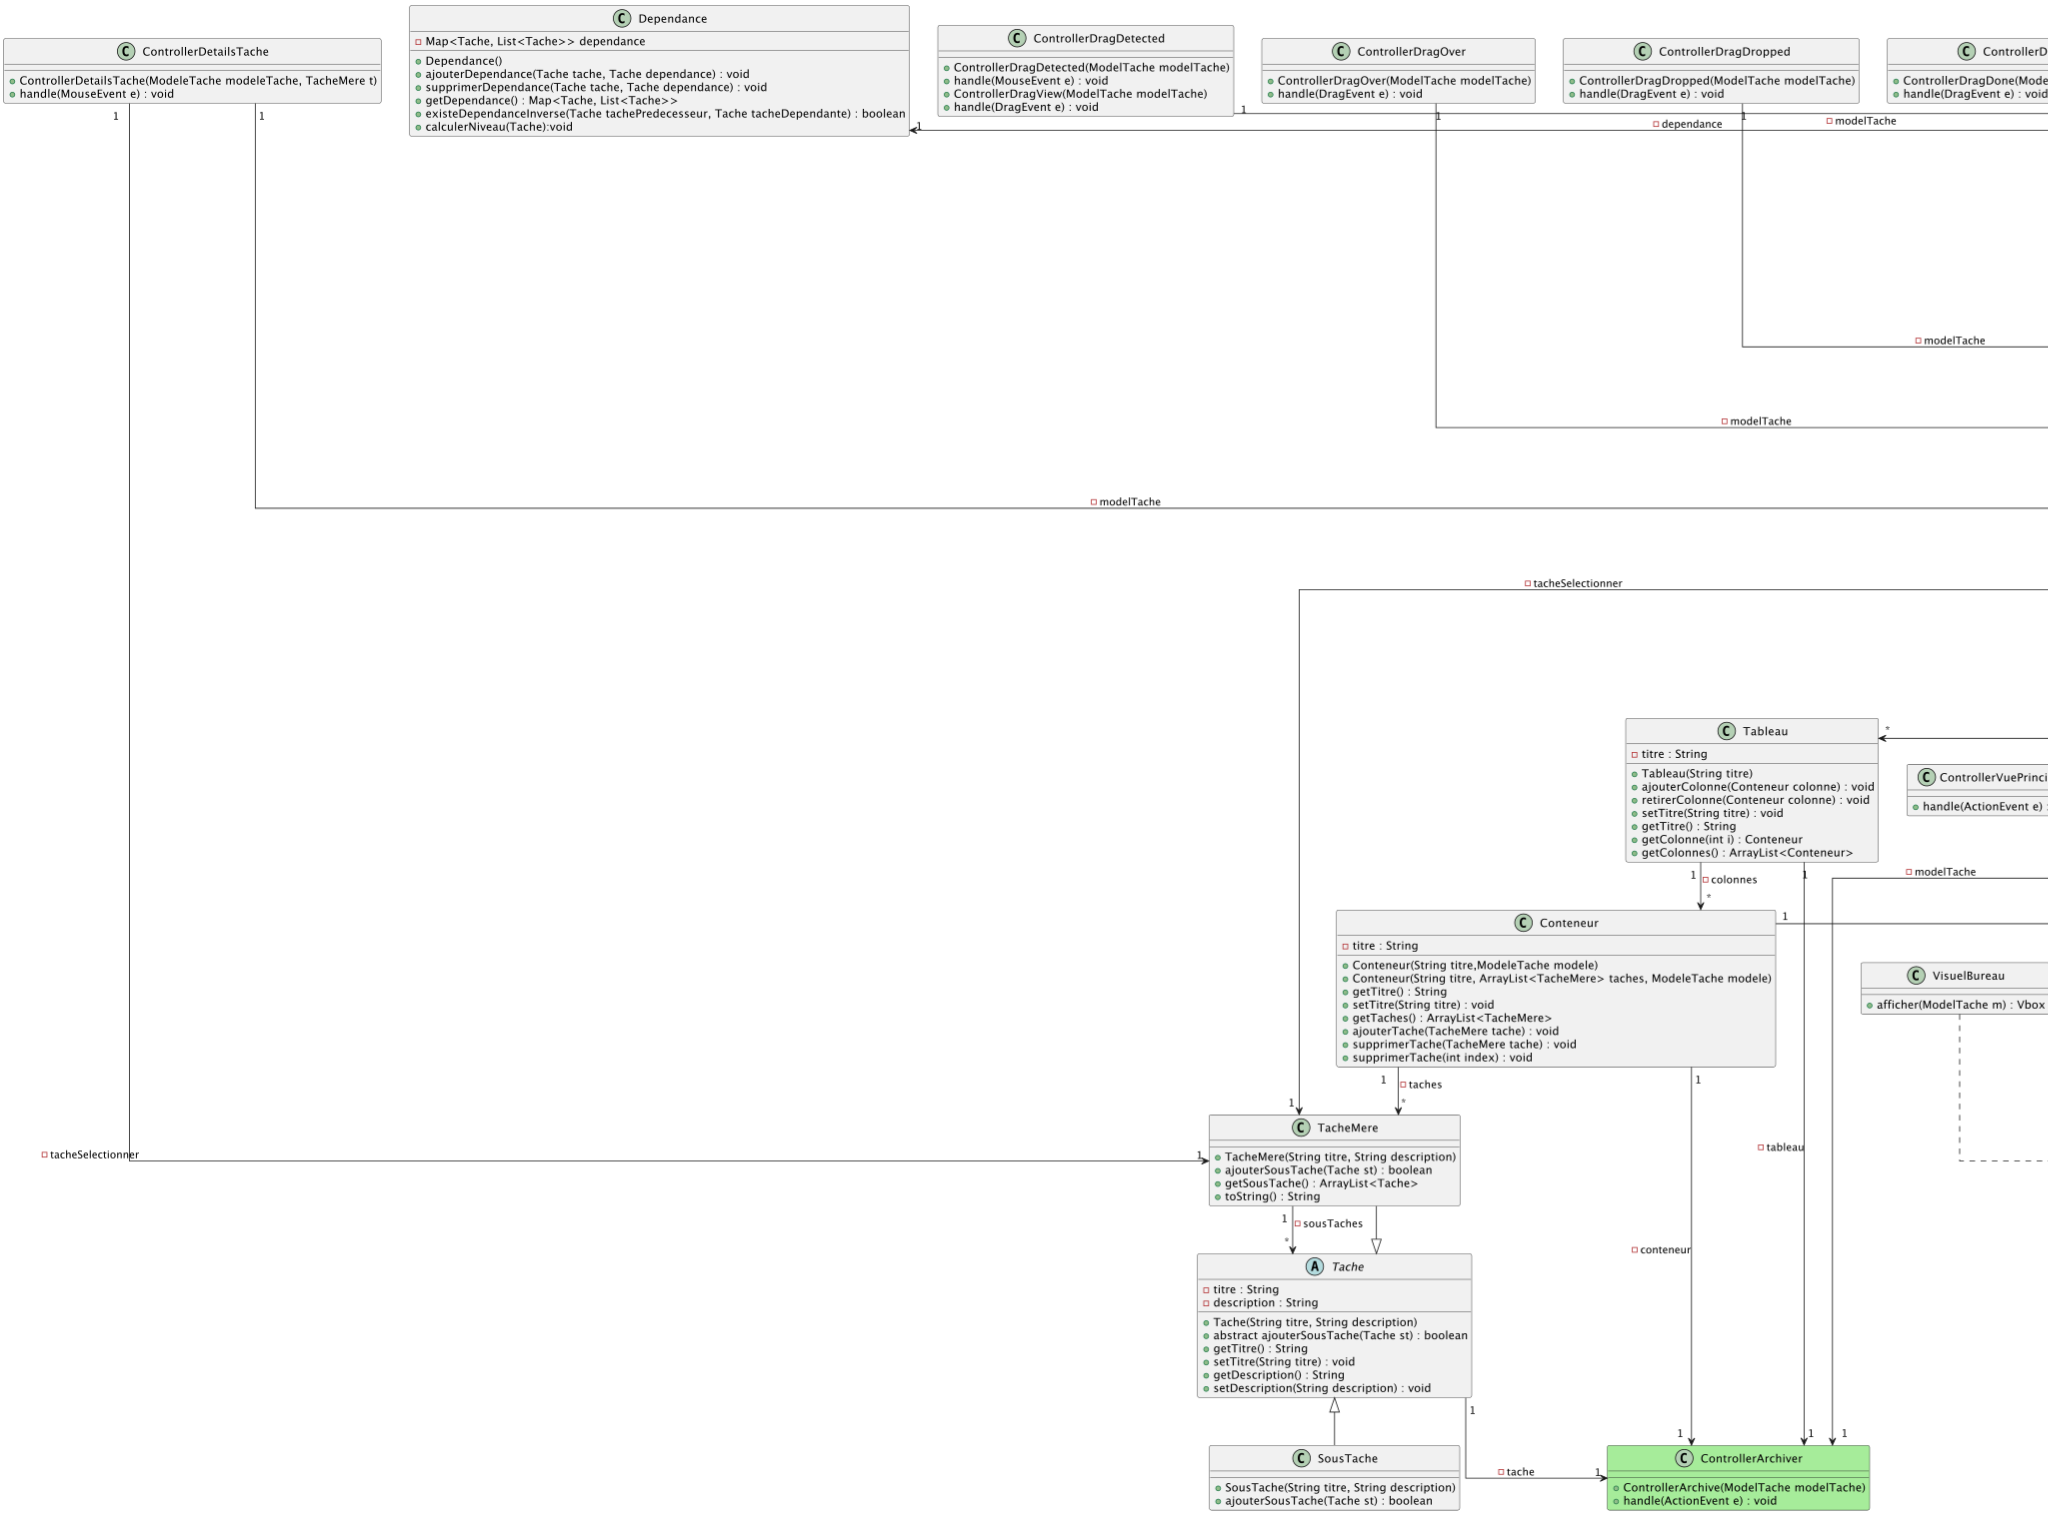 C Dependance
Map<Tache, List<Tache>> dependance
Dependance()
ajouterDependance(Tache tache, Tache dependance) : void
supprimerDependance(Tache tache, Tache dependance) : void
getDependance() : Map<Tache, List<Tache>>
existeDependanceInverse(Tache tachePredecesseur, Tache tacheDependante) : boolean
calculerNiveau(Tache):void
C ControllerDetailsTache
ControllerDetailsTache(ModeleTache modeleTache, TacheMere t)
handle(MouseEvent e) : void
C ControllerDragDetected
ControllerDragDetected(ModelTache modelTache)
handle(MouseEvent e) : void
ControllerDragView(ModelTache modelTache)
handle(DragEvent e) : void
C ControllerDragOver
ControllerDragOver(ModelTache modelTache)
handle(DragEvent e) : void
C ControllerDragDropped
ControllerDragDropped(ModelTache modelTache)
handle(DragEvent e) : void
C ControllerD
ControllerDragDone(Mode
handle(DragEvent e) : void
1
1
1
1
1
1
dependance
modelTache
modelTache
modelTache
modelTache
tacheSelectionner
C Tableau
titre : String
Tableau(String titre)
ajouterColonne(Conteneur colonne) : void
retirerColonne(Conteneur colonne) : void
setTitre(String titre) : void
getTitre() : String
getColonne(int i) : Conteneur
getColonnes() : ArrayList<Conteneur>
*
C ControllerVuePrinci
handle(ActionEvent e) :
1
colonnes
*
1
modelTache
C Conteneur
titre : String
Conteneur(String titre,ModeleTache modele)
Conteneur(String titre, ArrayList<TacheMere> taches, ModeleTache modele)
getTitre() : String
setTitre(String titre) : void
getTaches() : ArrayList<TacheMere>
ajouterTache(TacheMere tache) : void
supprimerTache(TacheMere tache) : void
supprimerTache(int index) : void
1
C VisuelBureau
afficher(ModelTache m) : Vbox
1
taches
*
1
1
tableau
tacheSelectionner
1
C TacheMere
TacheMere(String titre, String description)
ajouterSousTache(Tache st) : boolean
getSousTache() : ArrayList<Tache>
toString() : String
1
sousTaches
*
conteneur
A Tache
titre : String
description : String
Tache(String titre, String description)
abstract ajouterSousTache(Tache st) : boolean
getTitre() : String
setTitre(String titre) : void
getDescription() : String
setDescription(String description) : void
1
1
1
1
C SousTache
SousTache(String titre, String description)
ajouterSousTache(Tache st) : boolean
tache
1
C ControllerArchiver
ControllerArchive(ModelTache modelTache)
handle(ActionEvent e) : void